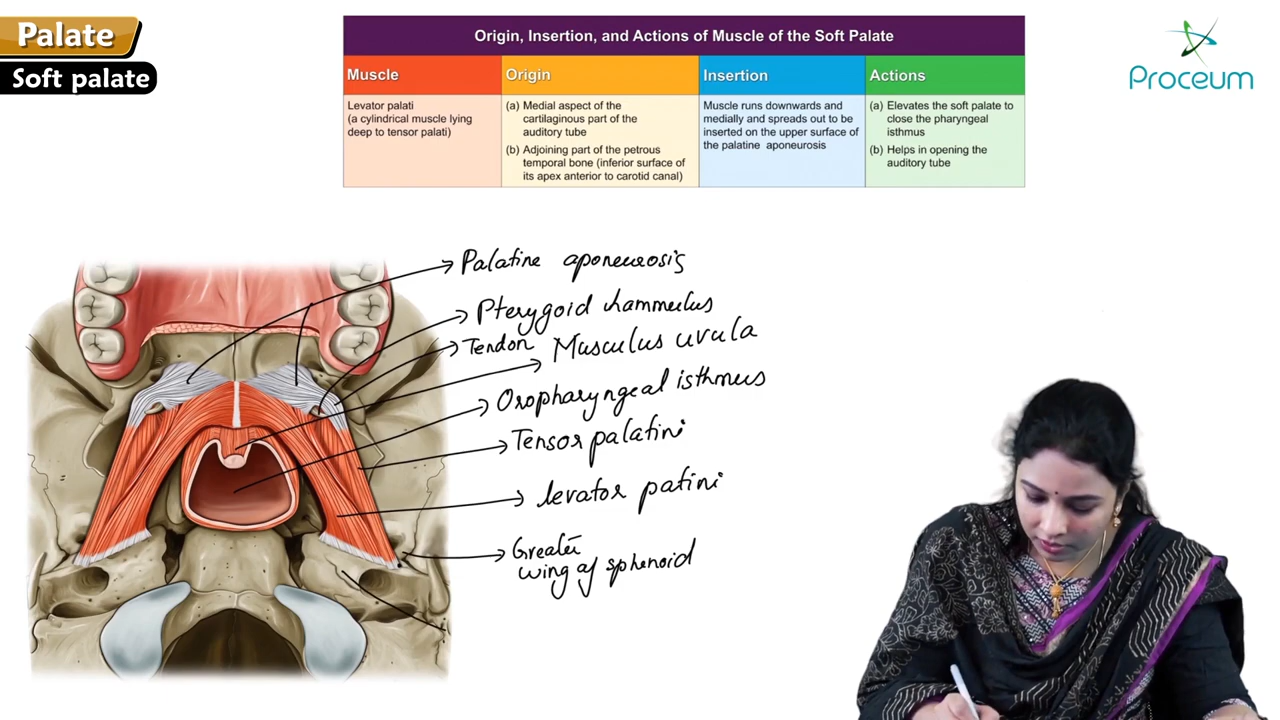 Palate
Soft palate
Origin, Insertion, and Actions of Muscle of the Soft Palate
Muscle
Origin
Insertion
Actions
Levator palati
(a cylindrical muscle lying
deep to tensor palati)
(a) Medial aspect of the
cartilaginous part of the
auditory tube
(b) Adjoining part of the petrous
temporal bone (inferior surface of
its apex anterior to carotid canal)
Muscle runs downwards and
medially and spreads out to be
inserted on the upper surface of
the palatine aponeurosis
(a) Elevates the soft palate to
close the pharyngeal
isthmus
(b) Helps in opening the
auditory tube
Proceum
Palatine aponeurosis
Pterygoid hammulus
Tendon
Musculus uvula
Oropharyngeal isthmus
Tensor palatini
levator patini
Greater
wing of sphenoid